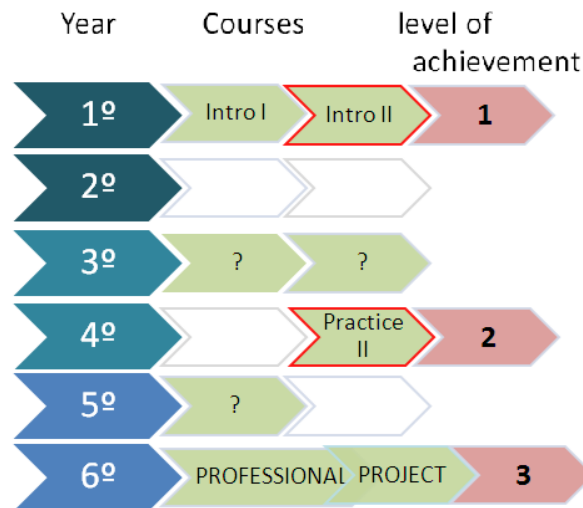 Year Courses level of
achievement
1º Intro I Intro II 1
2º
3º ? ?
4º Practice
II 2
5º ?
6º PROFESSIONAL PROJECT 3